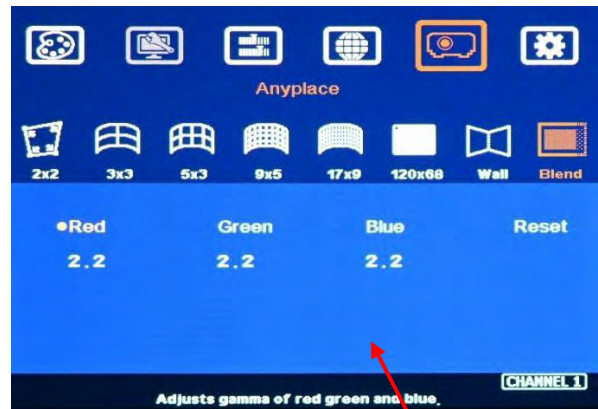 Anyplace
2x2 3x3 5x3 9x5 17x9 120x68 Wall Blend
Red Green Blue Reset
2.2 2.2 2.2
CHANNEL 1
Adjusts gamma of red green and blue.